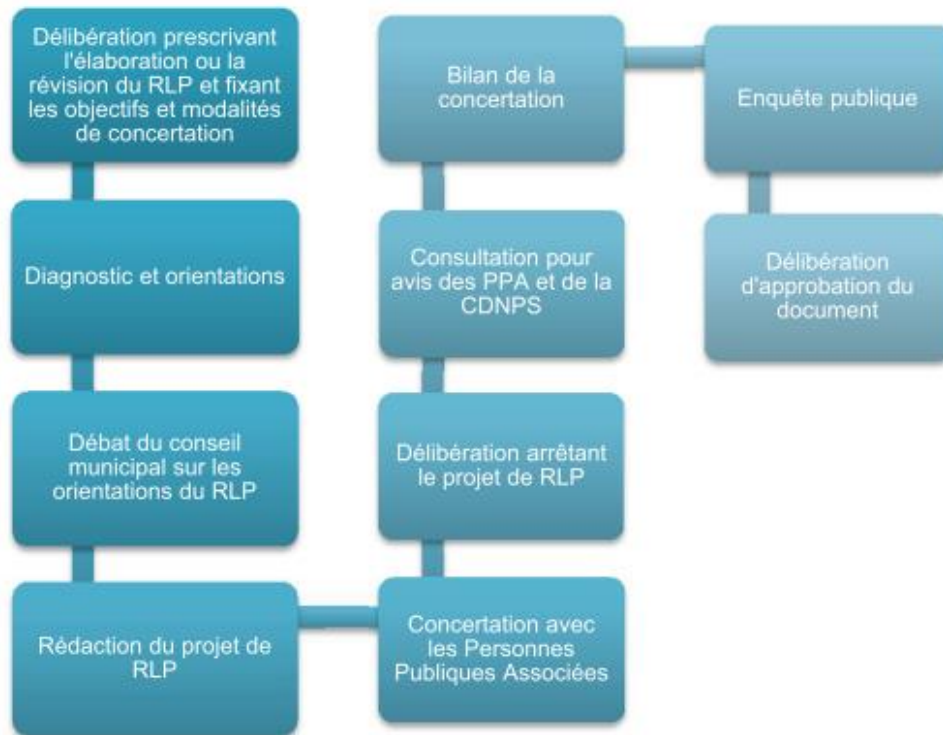 Délibération prescrivant
l'élaboration ou la
révision du RLP et fixant
les objectifs et modalités
de concertation
Diagnostic et orientations
Débat du conseil
municipal sur les
orientations du RLP
Rédaction du projet de
RLP
Concertation avec
les Personnes
Publiques Associées
Délibération arrêtant
le projet de RLP
Consultation pour
avis des PPA et de la
CDNPS
Bilan de la
concertation
Enquête publique
Délibération
d'approbation du
document